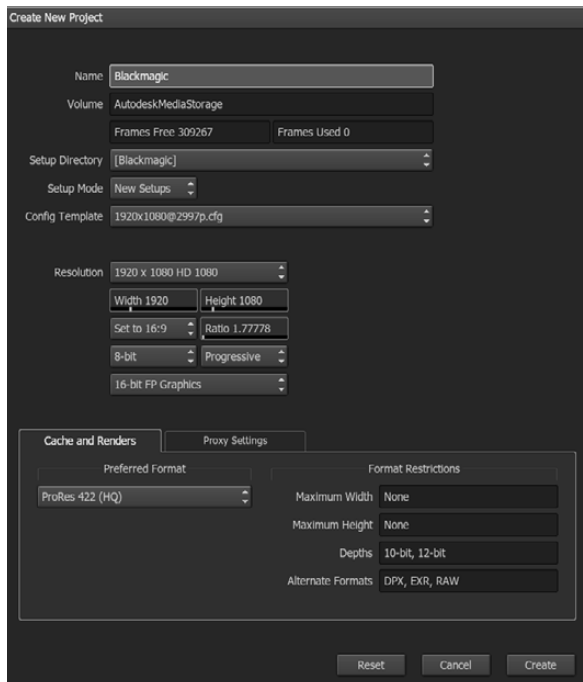 Create New Project
Name Blackmagic
Volume AutodeskMediaStorage
Frames Free 309267 Frames Used 0
Setup Directory [Blackmagic]
Setup Mode New Setups
Config Template 1920x1080@2997p.cfg
Resolution 1920 x 1080 HD 1080
Width 1920 Height 1080
Set to 16:9 Ratio 1.77778
8-bit Progressive
16-bit FP Graphics
Cache and Renders Proxy Settings
Preferred Format Format Restrictions
ProRes 422 (HQ) Maximum Width None
Maximum Height None
Depths 10-bit, 12-bit
Alternate Formats DPX, EXR, RAW
Reset Cancel Create